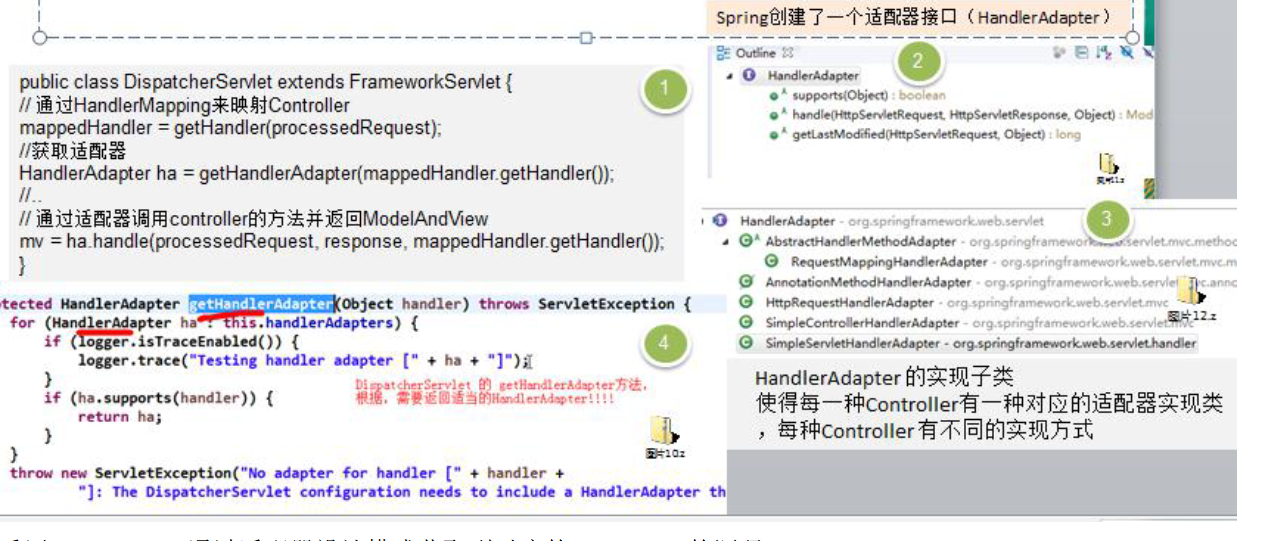 Spring创建了一个适配器接口（HandlerAdapter）
public class DispatcherServlet extends FrameworkServlet {
// 通过HandlerMapping来映射Controller
mappedHandler = getHandler(processedRequest);
//获取适配器
HandlerAdapter ha = getHandlerAdapter(mappedHandler.getHandler());
//..
// 通过适配器调用controller的方法并返回ModelAndView
mv = ha.handle(processedRequest, response, mappedHandler.getHandler());
}
1
Outline
2
HandlerAdapter
supports(Object) : boolean
handle(HttpServletRequest, HttpServletResponse, Object) : Mod
getLastModified(HttpServletRequest, Object) : long
HandlerAdapter - org.springframework.web.servlet
3
AbstractHandlerMethodAdapter - org.springframework.web.servlet.mvc.method
RequestMappingHandlerAdapter - org.springframework.web.servlet.mvc.m
AnnotationMethodHandlerAdapter - org.springframework.web.servlet.mvc.anno
HttpRequestHandlerAdapter - org.springframework.web.servlet.mvc
SimpleControllerHandlerAdapter - org.springframework.web.servlet.mvc
SimpleServletHandlerAdapter - org.springframework.web.servlet.handler
图片12.z
HandlerAdapter 的实现子类
使得每一种Controller有一种对应的适配器实现类
，每种Controller 有不同的实现方式
tected HandlerAdapter getHandlerAdapter(Object handler) throws ServletException {
for (HandlerAdapter ha : this.handlerAdapters) {
if (logger.isTraceEnabled()) {
logger.trace("Testing handler adapter [" + ha + "]");
}
if (ha.supports(handler)) {
return ha;
}
}
throw new ServletException("No adapter for handler [" + handler +
"]: The DispatcherServlet configuration needs to include a HandlerAdapter th
4
DispatcherServlet 的 getHandlerAdapter方法，
根据，需要返回适当的HandlerAdapter!!!!
图片10.z